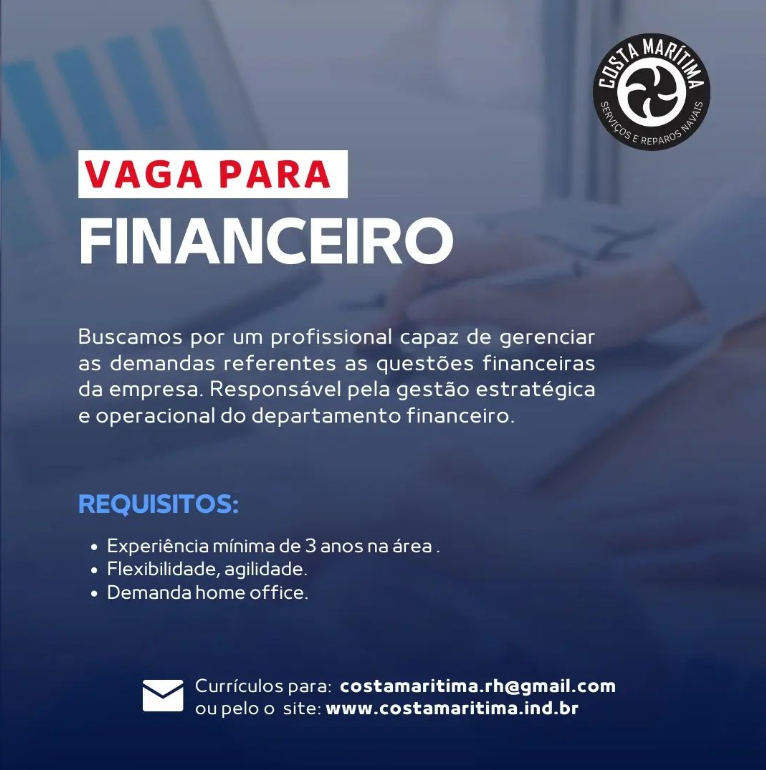 COSTA MARÍTIMA
SERVIÇOS E REPAROS NAVAIS
VAGA PARA
FINANCEIRO
Buscamos por um profissional capaz de gerenciar
as demandas referentes as questões financeiras
da empresa. Responsável pela gestão estratégica
e operacional do departamento financeiro.
REQUISITOS:
• Experiência mínima de 3 anos na área .
• Flexibilidade, agilidade.
• Demanda home office.
Currículos para: costamaritima.rh@gmail.com
ou pelo o site: www.costamaritima.ind.br